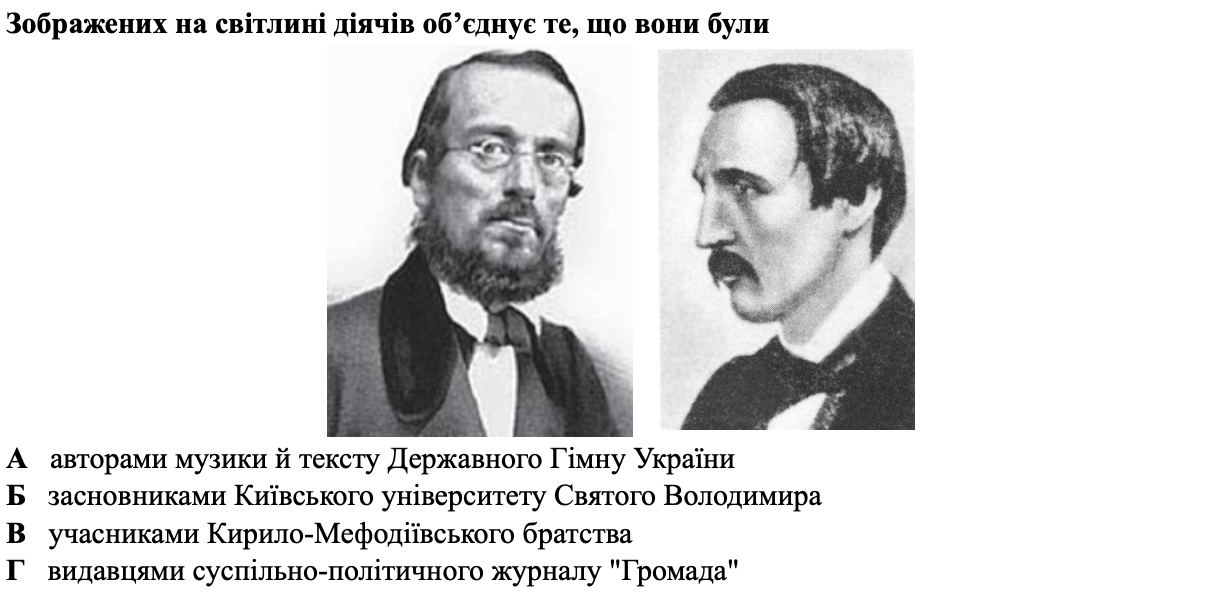 Зображених на світлині діячів об’єднує те, що вони були
А авторами музики й тексту Державного Гімну України
Б засновниками Київського університету Святого Володимира
В учасниками Кирило-Мефодіївського братства
Г видавцями суспільно-політичного журналу "Громада"